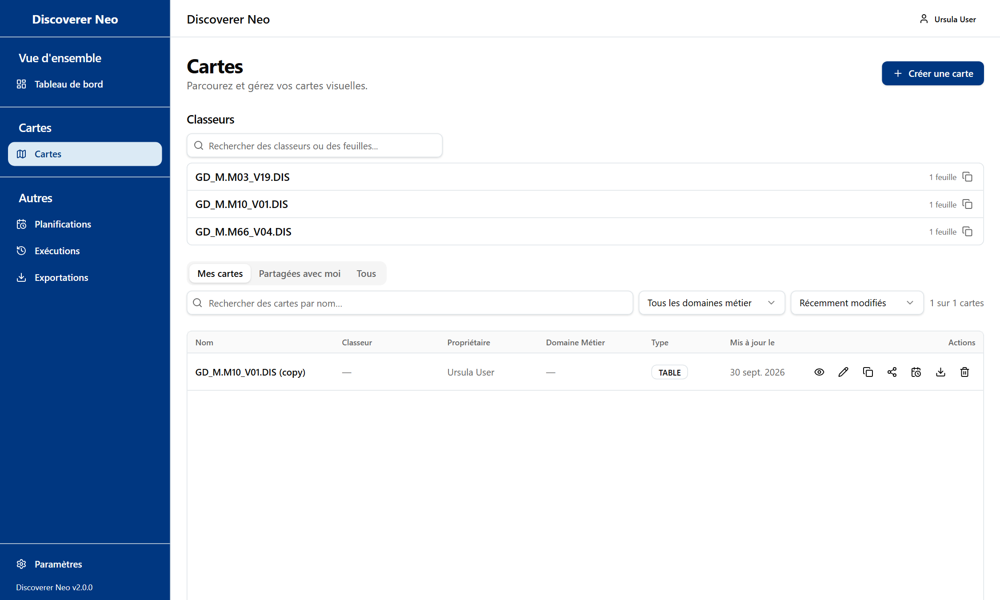 Discoverer Neo
Discoverer Neo
Ursula User
Vue d'ensemble
Tableau de bord
Cartes
Cartes
Autres
Planifications
Exécutions
Exportations
Paramètres
Discoverer Neo v2.0.0
Cartes
Parcourez et gérez vos cartes visuelles.
Créer une carte
Classeurs
Rechercher des classeurs ou des feuilles...
GD_M.M03_V19.DIS 1 feuille
GD_M.M10_V01.DIS 1 feuille
GD_M.M66_V04.DIS 1 feuille
Mes cartes Partagées avec moi Tous
Rechercher des cartes par nom... Tous les domaines métier Récemment modifiés 1 sur 1 cartes
Nom Classeur Propriétaire Domaine Métier Type Mis à jour le Actions
GD_M.M10_V01.DIS (copy) — Ursula User — TABLE 30 sept. 2026